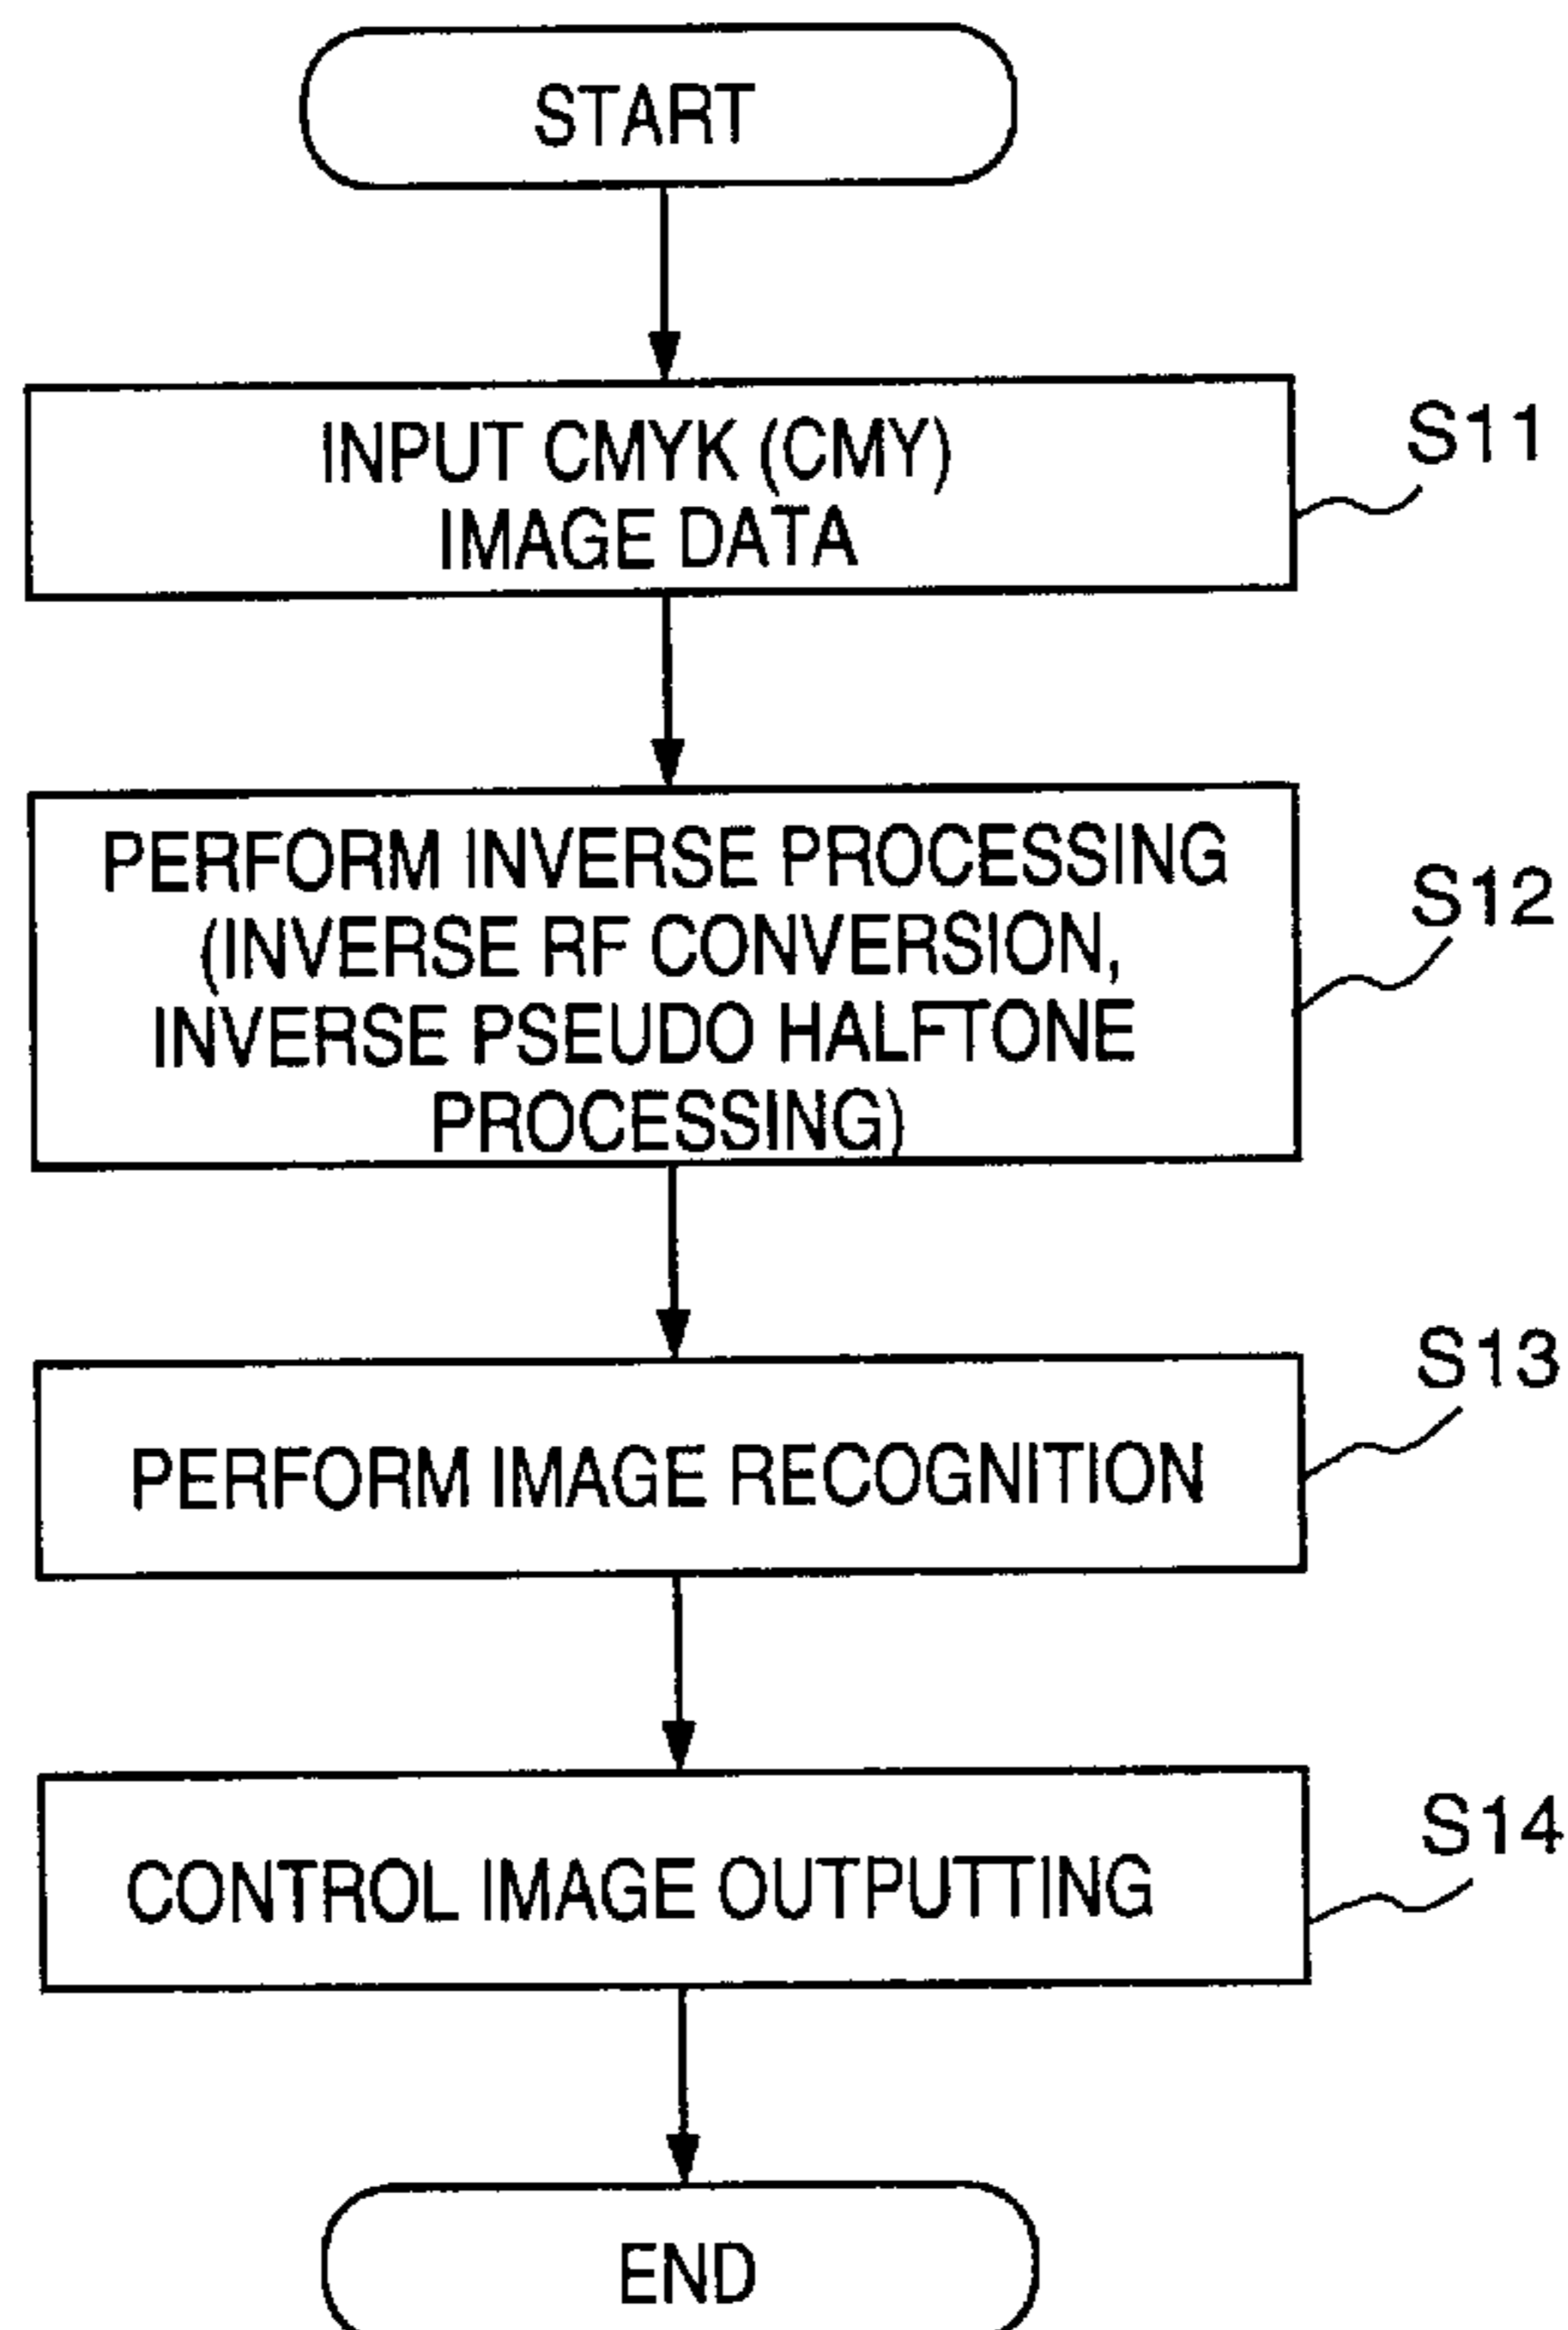 START
INPUT CMYK (CMY)
IMAGE DATA
S11
PERFORM INVERSE PROCESSING
(INVERSE RF CONVERSION,
INVERSE PSEUDO HALFTONE
PROCESSING)
S12
PERFORM IMAGE RECOGNITION
S13
CONTROL IMAGE OUTPUTTING
S14
END